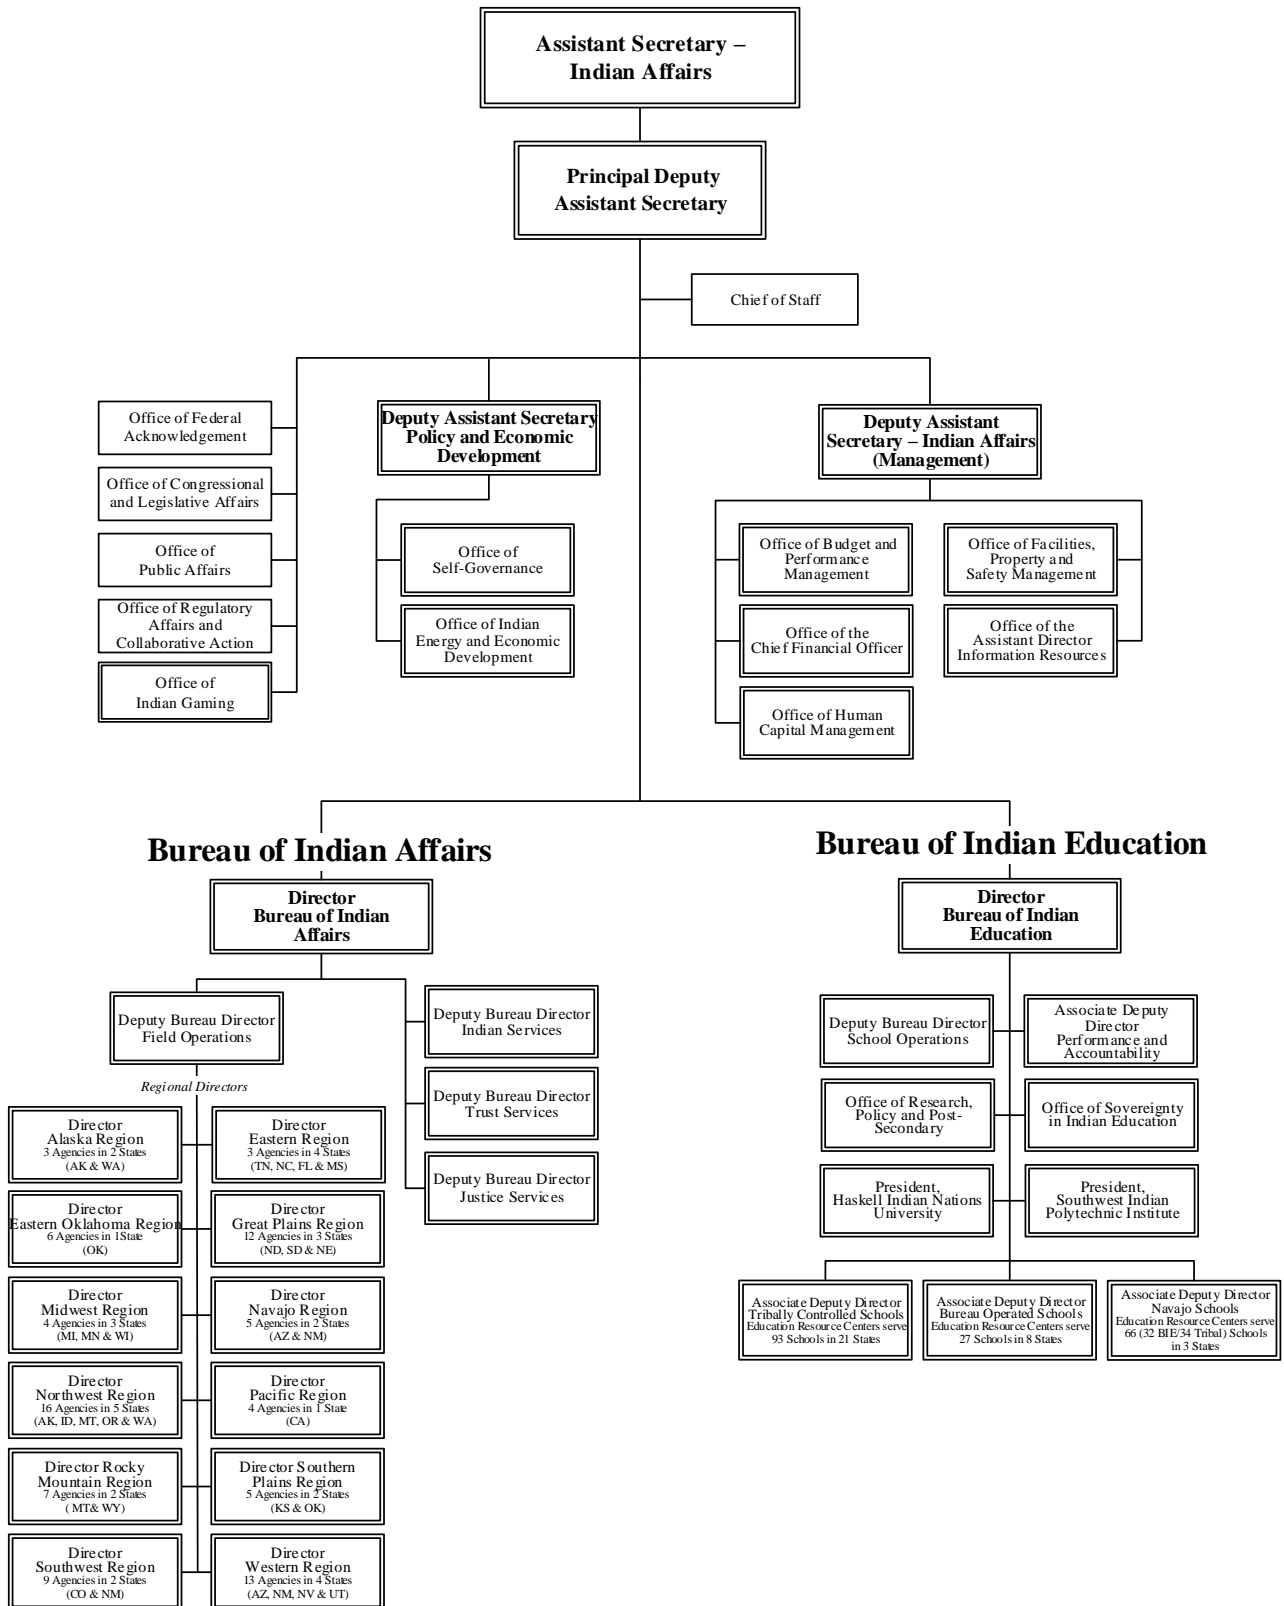 Assistant Secretary –
Indian Affairs
Principal Deputy
Assistant Secretary
Chief of Staff
Office of Federal
Acknowledgement
Office of Congressional
and Legislative Affairs
Office of
Public Affairs
Office of Regulatory
Affairs and
Collaborative Action
Office of
Indian Gaming
Deputy Assistant Secretary
Policy and Economic
Development
Office of
Self-Governance
Office of Indian
Energy and Economic
Development
Deputy Assistant
Secretary – Indian Affairs
(Management)
Office of Budget and
Performance
Management
Office of Facilities,
Property and
Safety Management
Office of the
Chief Financial Officer
Office of the
Assistant Director
Information Resources
Office of Human
Capital Management
Bureau of Indian Affairs
Director
Bureau of Indian
Affairs
Deputy Bureau Director
Field Operations
Deputy Bureau Director
Indian Services
Deputy Bureau Director
Trust Services
Deputy Bureau Director
Justice Services
Regional Directors
Director
Alaska Region
3 Agencies in 2 States
(AK & WA)
Director
Eastern Region
3 Agencies in 4 States
(TN, NC, FL & MS)
Director
Eastern Oklahoma Region
6 Agencies in 1State
(OK)
Director
Great Plains Region
12 Agencies in 3 States
(ND, SD & NE)
Director
Midwest Region
4 Agencies in 3 States
(MI, MN & WI)
Director
Navajo Region
5 Agencies in 2 States
(AZ & NM)
Director
Northwest Region
16 Agencies in 5 States
(AK, ID, MT, OR & WA)
Director
Pacific Region
4 Agencies in 1 State
(CA)
Director Rocky
Mountain Region
7 Agencies in 2 States
( MT& WY)
Director Southern
Plains Region
5 Agencies in 2 States
(KS & OK)
Director
Southwest Region
9 Agencies in 2 States
(CO & NM)
Director
Western Region
13 Agencies in 4 States
(AZ, NM, NV & UT)
Bureau of Indian Education
Director
Bureau of Indian
Education
Deputy Bureau Director
School Operations
Associate Deputy
Director
Performance and
Accountability
Office of Research,
Policy and Post-
Secondary
Office of Sovereignty
in Indian Education
President,
Haskell Indian Nations
University
President,
Southwest Indian
Polytechnic Institute
Associate Deputy Director
Tribally Controlled Schools
Education Resource Centers serve
93 Schools in 21 States
Associate Deputy Director
Bureau Operated Schools
Education Resource Centers serve
27 Schools in 8 States
Associate Deputy Director
Navajo Schools
Education Resource Centers serve
66 (32 BIE/34 Tribal) Schools
in 3 States